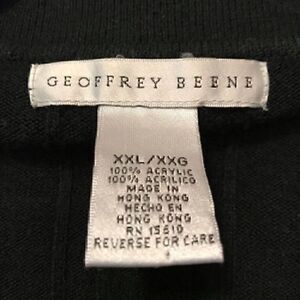 GEOFFREY BEENE
XXL/XXG
100% ACRYLIC
100% ACRILICO
MADE IN
HONG KONG
HECHO EN
HONG KONG
RN 15610
REVERSE FOR CARE